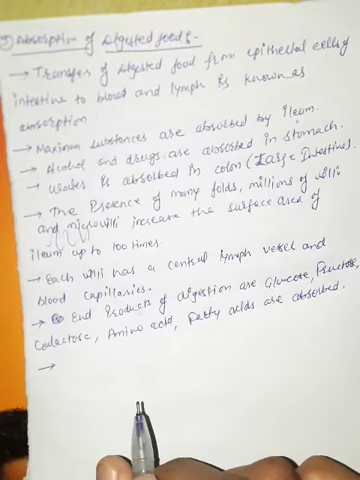 Absorption of Digested food :-
→ Transfer of digested food from epithelial cells of
intestine to blood and lymph is known as
absorption.
→ Maximum substances are absorbed by ileum.
→ Alcohol and drugs are absorbed in stomach.
→ Water is absorbed in colon (Large Intestine).
→ The Presence of many folds, millions of villi
and microvilli increase the surface area of
ileum up to 100 times.
→ Each villi has a central lymph vessel and
blood capillaries.
→ End Products of digestion are Glucose, Fructose,
Galactose, Amino acid, Fatty acids are absorbed.
→